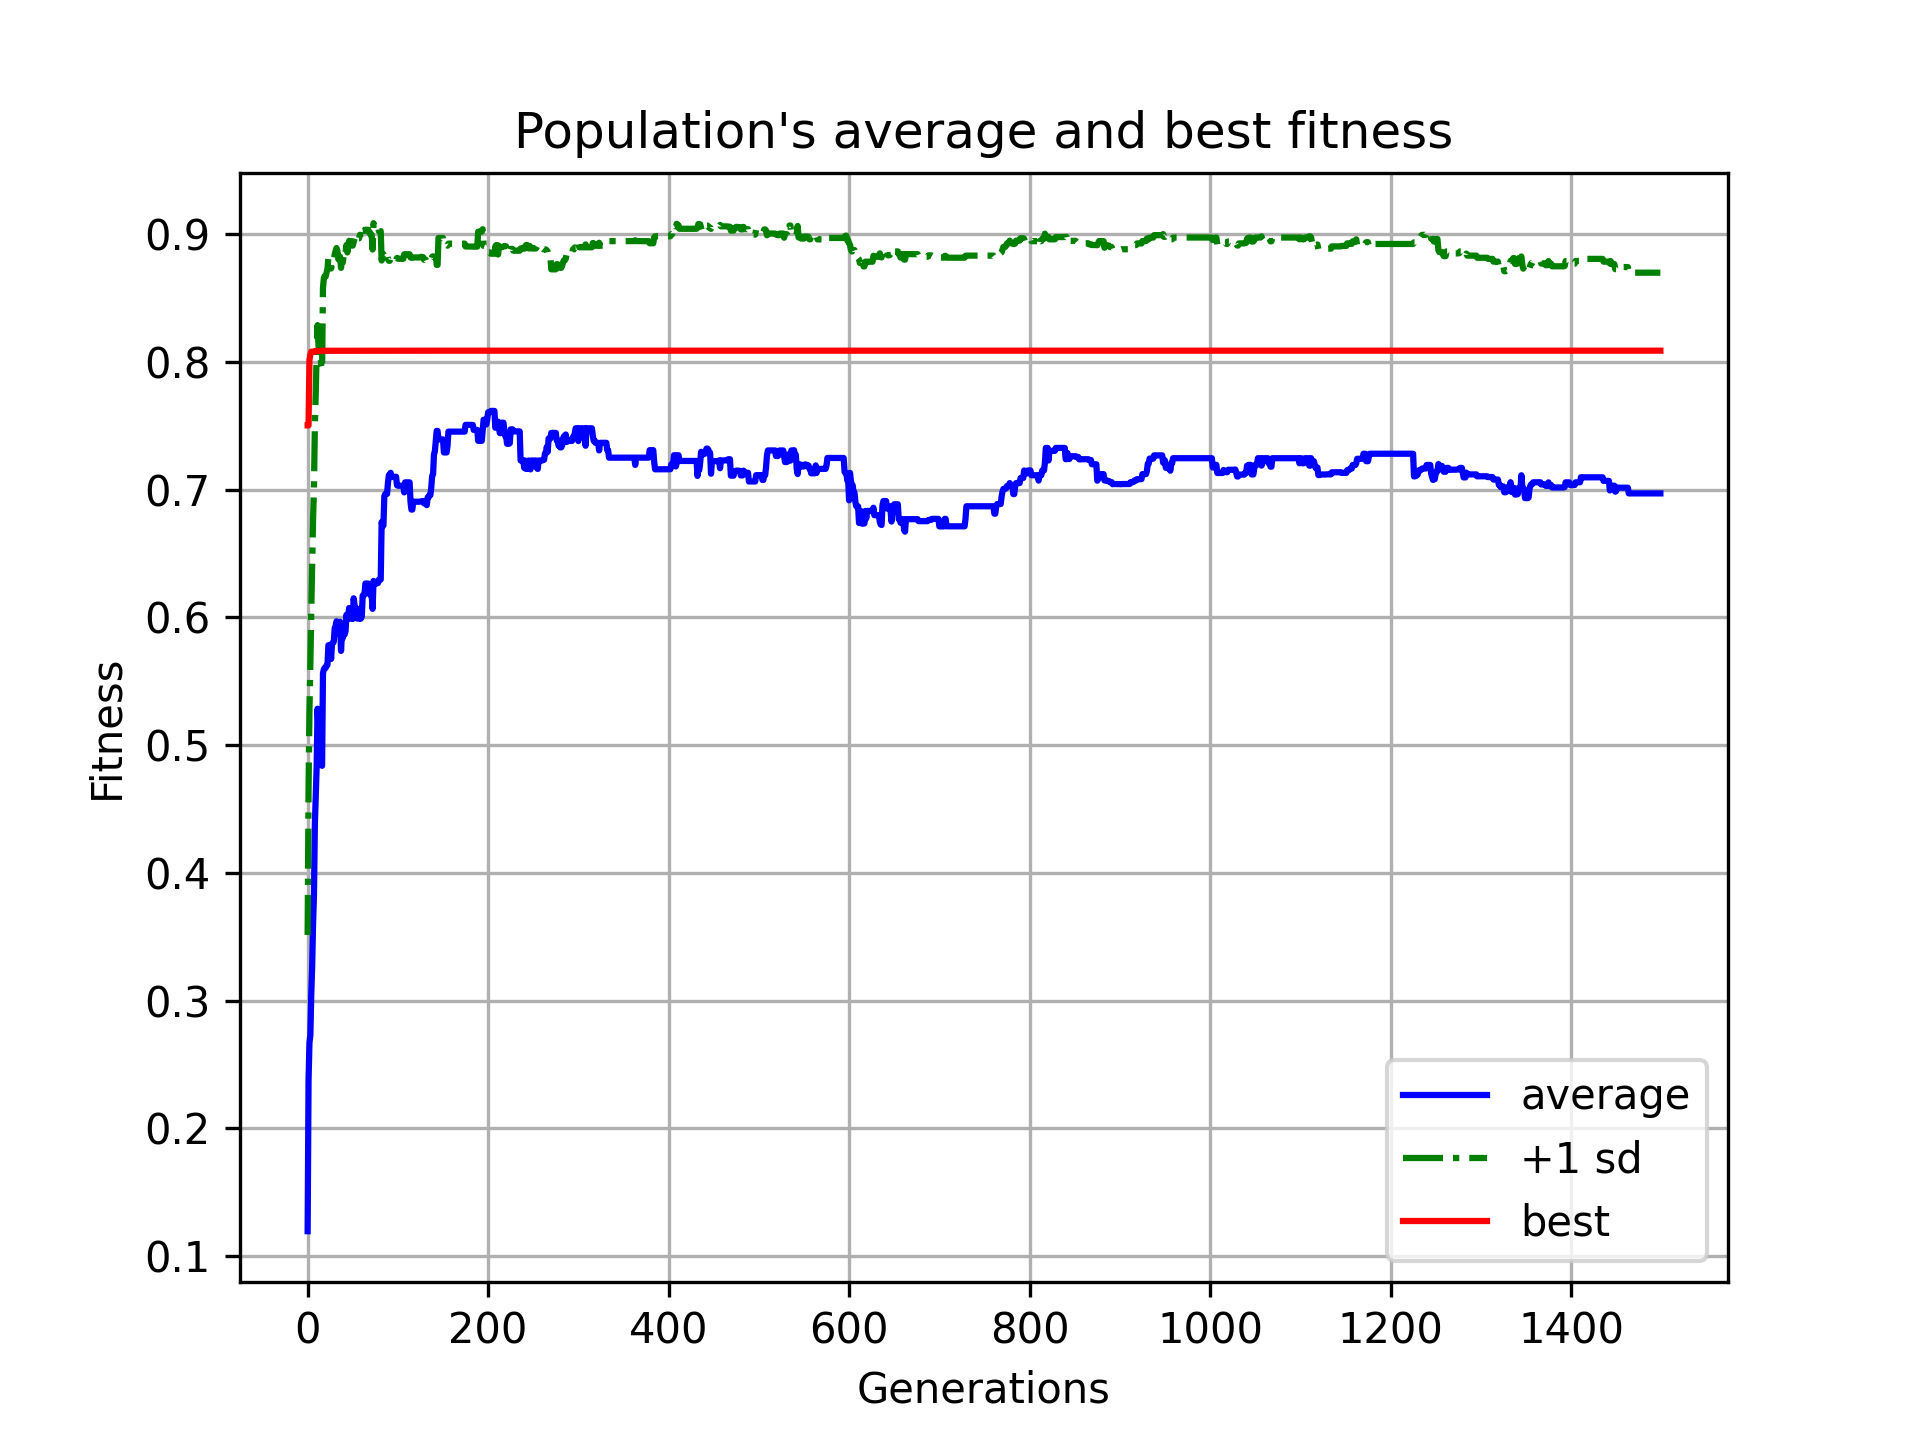 Population's average and best fitness
0.9
0.8
0.7
0.6
0.5
0.4
0.3
0.2
0.1
Fitness
average
+1 sd
best
0 200 400 600 800 1000 1200 1400
Generations